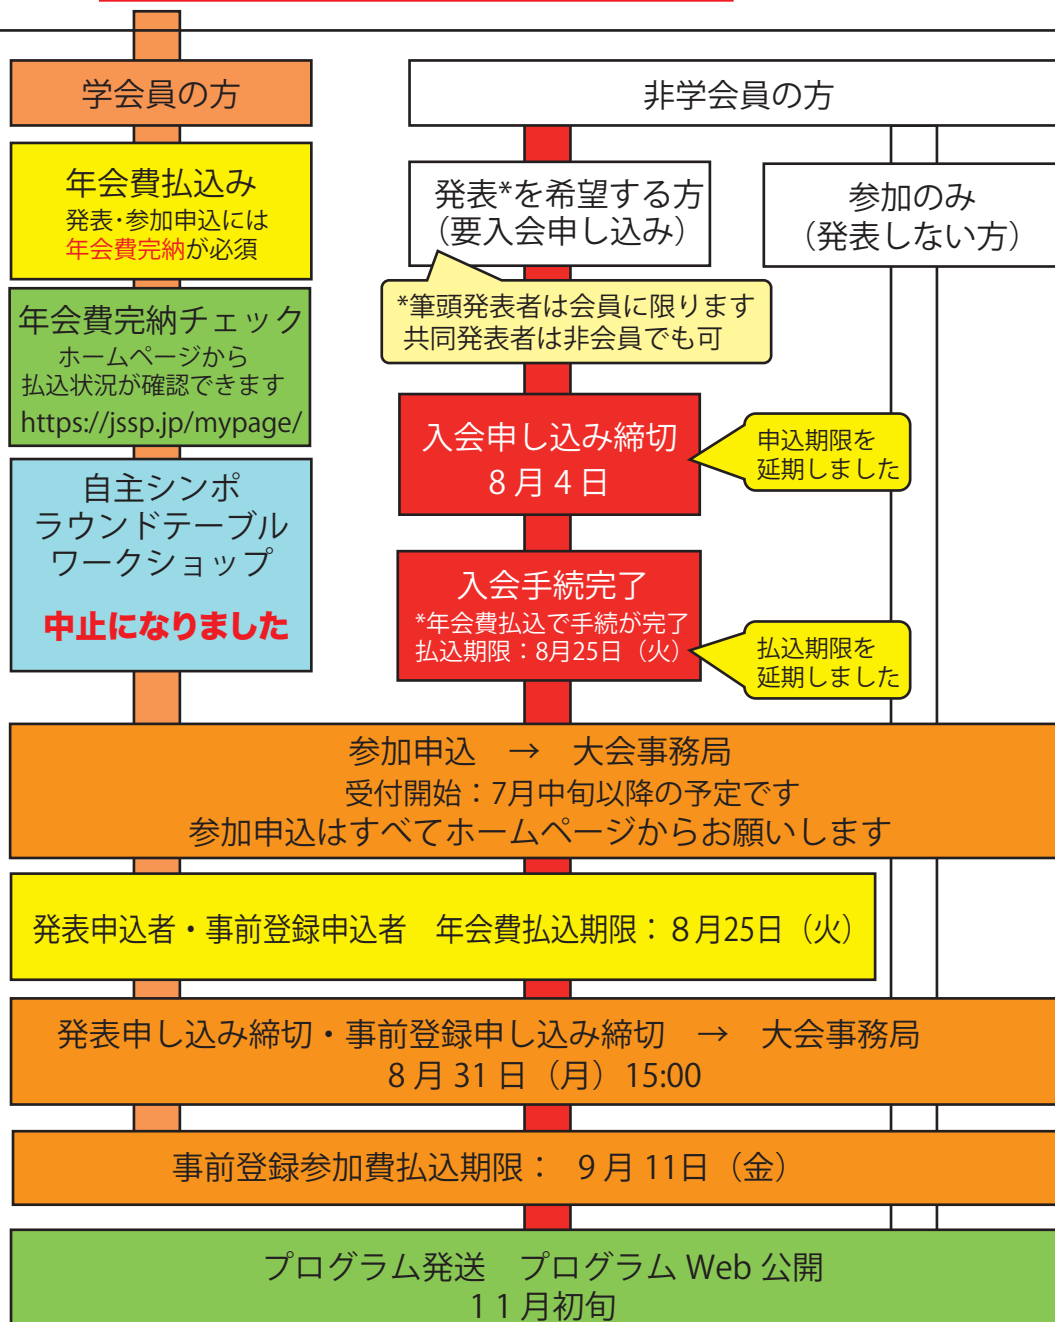 学会員の方
年会費払込み
発表・参加申込には
年会費完納が必須
年会費完納チェック
ホームページから
払込状況が確認できます
https://jssp.jp/mypage/
自主シンポ
ラウンドテーブル
ワークショップ
中止になりました
非学会員の方
発表*を希望する方
（要入会申し込み）
*筆頭発表者は会員に限ります
共同発表者は非会員でも可
参加のみ
（発表しない方）
入会申し込み締切
8 月 4 日
申込期限を
延期しました
入会手続完了
*年会費払込で手続が完了
払込期限：8月25日（火）
払込期限を
延期しました
参加申込　→　大会事務局
受付開始：7月中旬以降の予定です
参加申込はすべてホームページからお願いします
発表申込者・事前登録申込者　年会費払込期限：８月25日（火）
発表申し込み締切・事前登録申し込み締切　→　大会事務局
8 月 31 日（月）15:00
事前登録参加費払込期限：　9 月 11日（金）
プログラム発送　プログラム Web 公開
１１月初旬